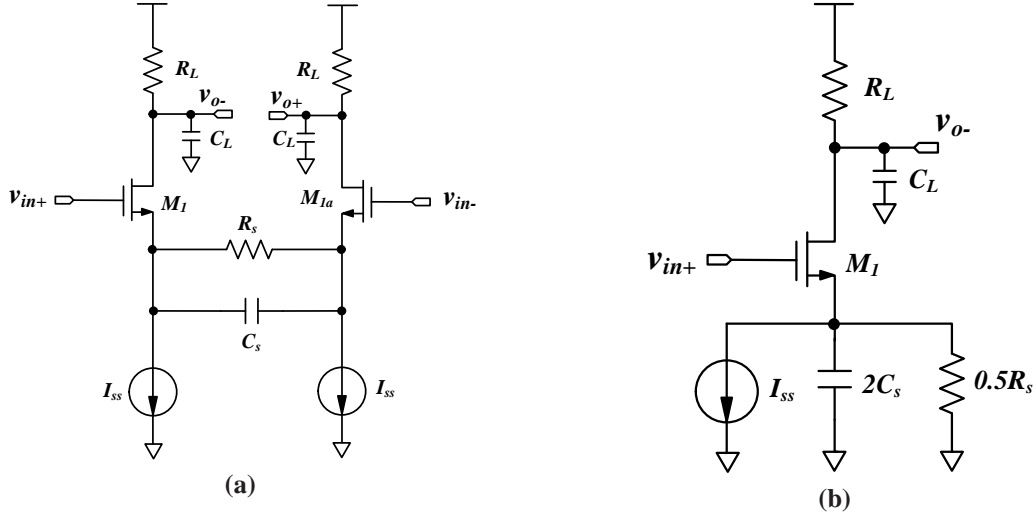 R_L
R_L
R_L
v_o-
v_o+
v_o-
C_L
C_L
C_L
v_in+
M_1
M_1a
v_in-
v_in+
M_1
R_s
C_s
I_ss
I_ss
I_ss
2C_s
0.5R_s
(a)
(b)